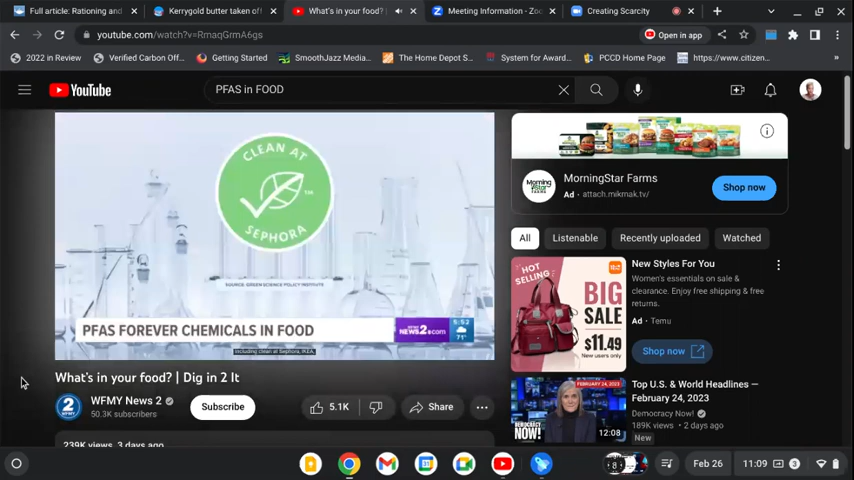 Full article: Rationing and
Kerrygold butter taken of
What's in your food?
Meeting Information - Zoo
Creating Scarcity
youtube.com/watch?v=RmaqGrmA6gs
Open in app
2022 in Review
Verified Carbon Off...
Getting Started
SmoothJazz Media...
The Home Depot S...
System for Award...
PCCD Home Page
https://www.citizen...
YouTube
PFAS in FOOD
CLEAN AT
SEPHORA
SOURCE: GREEN SCIENCE POLICY INSTITUTE
PFAS FOREVER CHEMICALS IN FOOD
NEWS 2.com
5:52
71°
including clean at Sephora, IKEA,
MorningStar Farms
Ad · attach.mikmak.tv/
Shop now
All
Listenable
Recently uploaded
Watched
HOT
SELLING
BIG
SALE
$11.49
New users only
New Styles For You
Women's essentials on sale &
clearance. Enjoy free shipping & free
returns.
Ad · Temu
Shop now
What's in your food? | Dig in 2 It
WFMY News 2
50.3K subscribers
Subscribe
5.1K
Share
FEBRUARY 24, 2023
DEMOCRACY
NOW!
12:08
Top U.S. & World Headlines —
February 24, 2023
Democracy Now!
189K views · 2 days ago
New
239K views  3 days ago
8
Feb 26
11:09
3